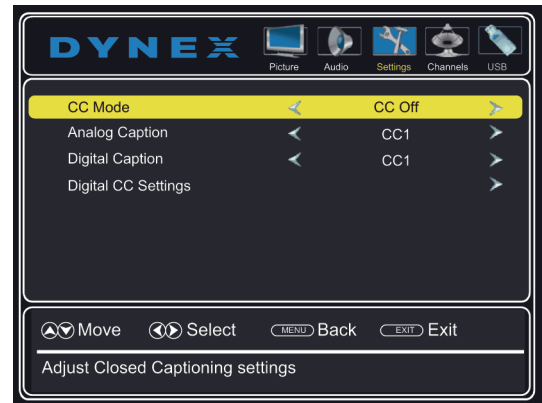 DYNEX
Picture Audio Settings Channels USB
CC Mode CC Off
Analog Caption CC1
Digital Caption CC1
Digital CC Settings
Move Select MENU Back EXIT Exit
Adjust Closed Captioning settings